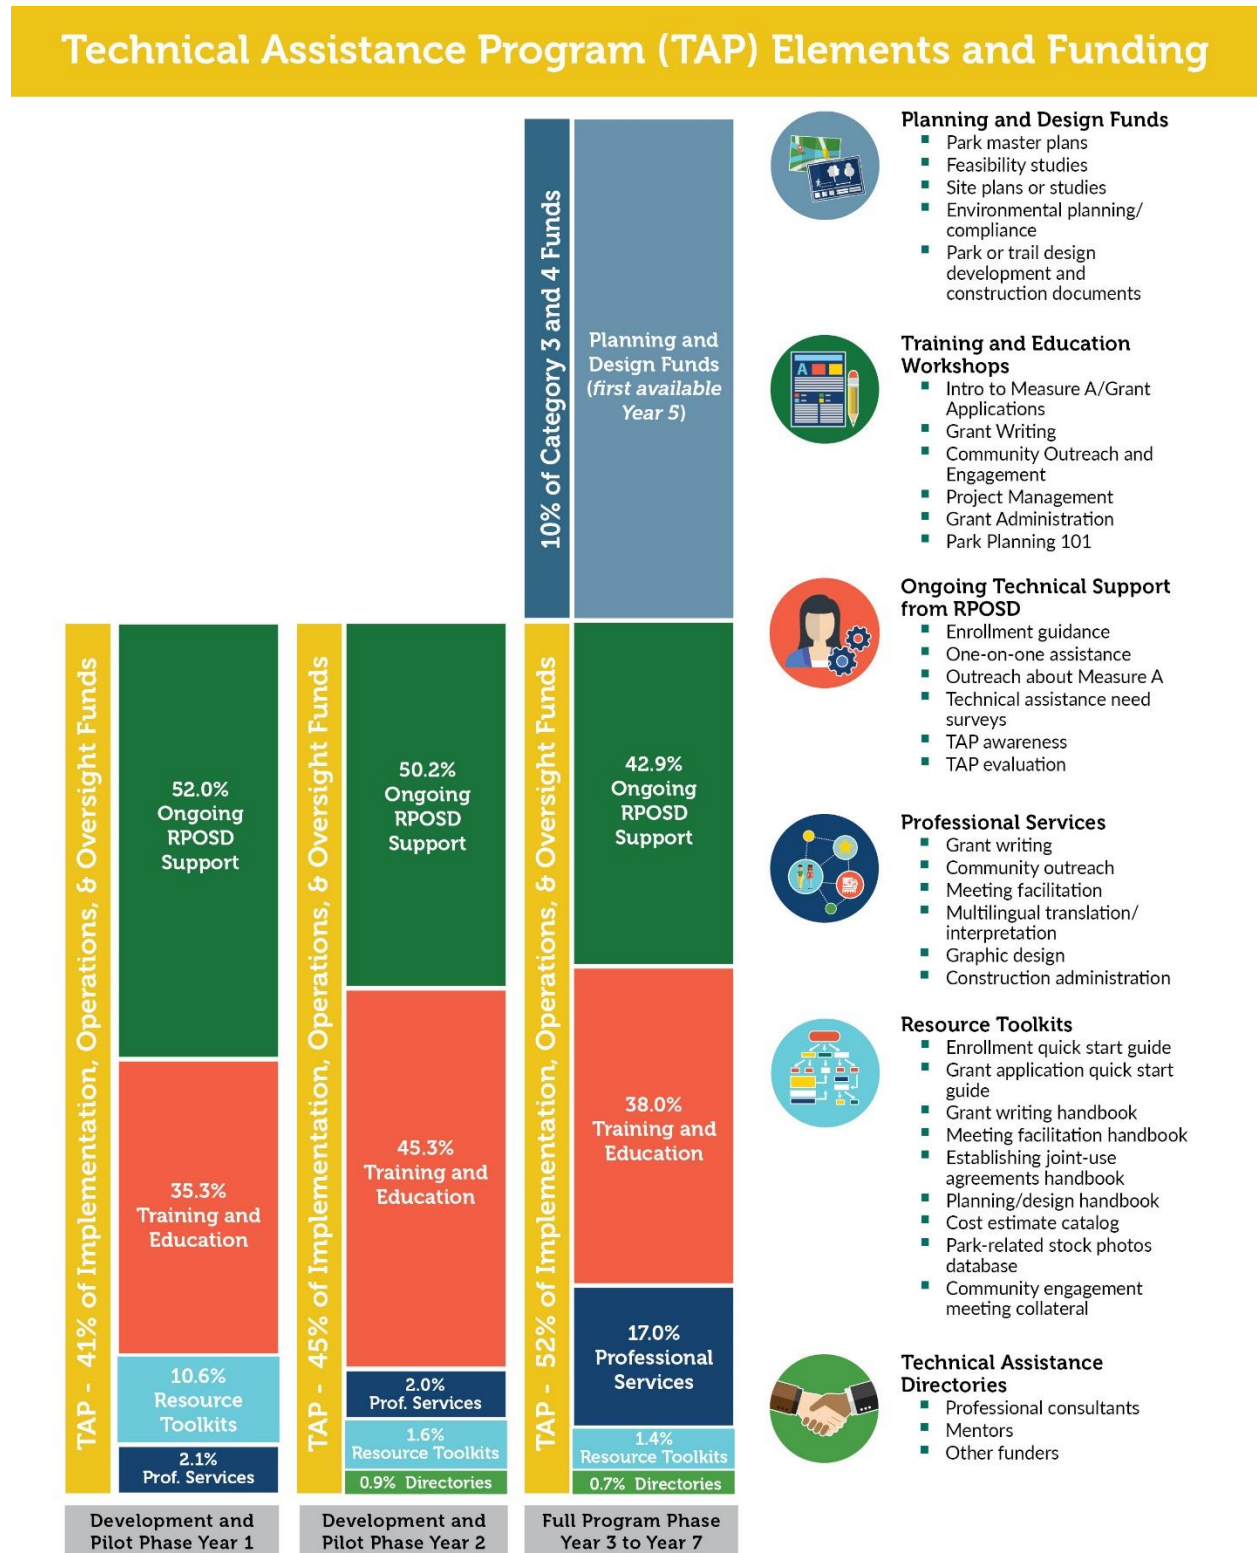 Technical Assistance Program (TAP) Elements and Funding
10% of Category 3 and 4 Funds
Planning and
Design Funds
(first available
Year 5)
TAP - 41% of Implementation, Operations, & Oversight Funds
52.0%
Ongoing
RPOSD
Support
35.3%
Training and
Education
10.6%
Resource
Toolkits
2.1%
Prof. Services
Development and
Pilot Phase Year 1
TAP - 45% of Implementation, Operations, & Oversight Funds
50.2%
Ongoing
RPOSD
Support
45.3%
Training and
Education
2.0%
Prof. Services
1.6%
Resource Toolkits
0.9% Directories
Development and
Pilot Phase Year 2
TAP - 52% of Implementation, Operations, & Oversight Funds
42.9%
Ongoing
RPOSD
Support
38.0%
Training and
Education
17.0%
Professional
Services
1.4%
Resource Toolkits
0.7% Directories
Full Program Phase
Year 3 to Year 7
Planning and Design Funds
▪ Park master plans
▪ Feasibility studies
▪ Site plans or studies
▪ Environmental planning/
compliance
▪ Park or trail design
development and
construction documents
A
Training and Education
Workshops
▪ Intro to Measure A/Grant
Applications
▪ Grant Writing
▪ Community Outreach and
Engagement
▪ Project Management
▪ Grant Administration
▪ Park Planning 101
Ongoing Technical Support
from RPOSD
▪ Enrollment guidance
▪ One-on-one assistance
▪ Outreach about Measure A
▪ Technical assistance need
surveys
▪ TAP awareness
▪ TAP evaluation
Professional Services
▪ Grant writing
▪ Community outreach
▪ Meeting facilitation
▪ Multilingual translation/
interpretation
▪ Graphic design
▪ Construction administration
Resource Toolkits
▪ Enrollment quick start guide
▪ Grant application quick start
guide
▪ Grant writing handbook
▪ Meeting facilitation handbook
▪ Establishing joint-use
agreements handbook
▪ Planning/design handbook
▪ Cost estimate catalog
▪ Park-related stock photos
database
▪ Community engagement
meeting collateral
Technical Assistance
Directories
▪ Professional consultants
▪ Mentors
▪ Other funders